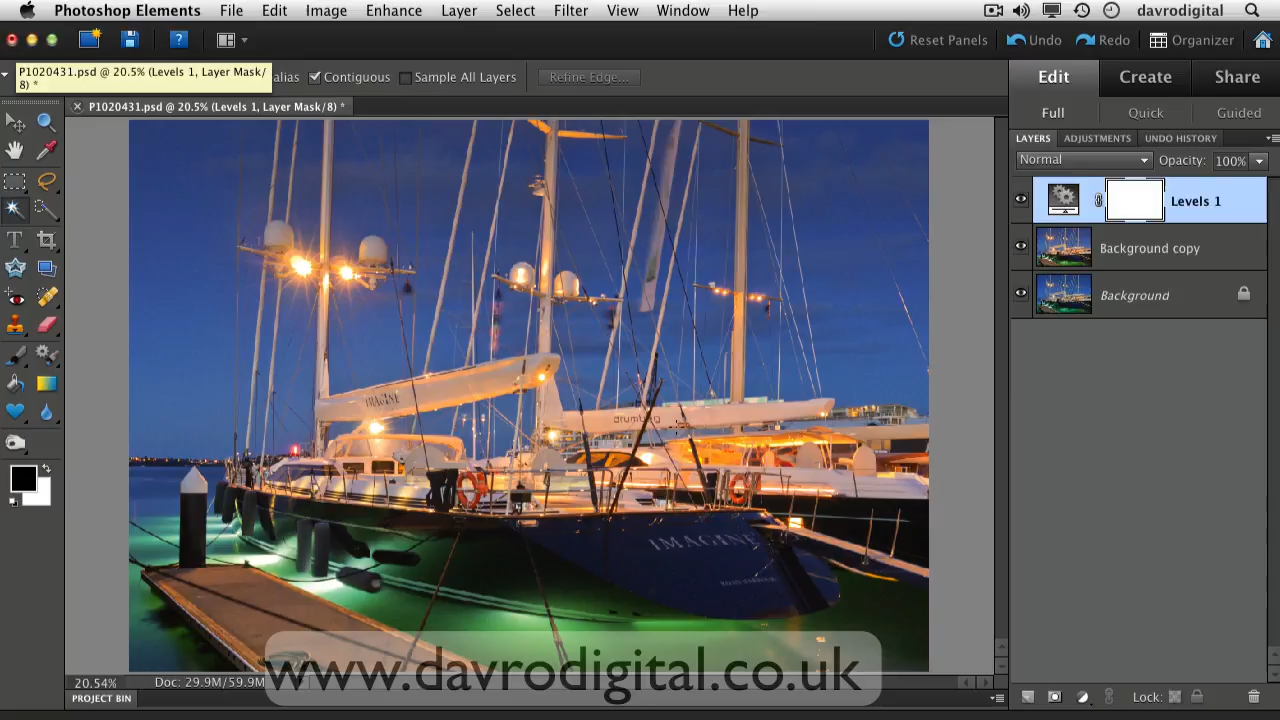 Photoshop Elements File Edit Image Enhance Layer Select Filter View Window Help davrodigital
Reset Panels Undo Redo Organizer
P1020431.psd @ 20.5% (Levels 1, Layer Mask/
8) *
alias Contiguous Sample All Layers Refine Edge...
Edit Create Share
P1020431.psd @ 20.5% (Levels 1, Layer Mask/8) *
Full Quick Guided
LAYERS ADJUSTMENTS UNDO HISTORY
Normal Opacity: 100%
Levels 1
Background copy
Background
IMAGINE
drumbeat
IMAGINE
www.davrodigital.co.uk
20.54% Doc: 29.9M/59.9M
Lock:
PROJECT BIN